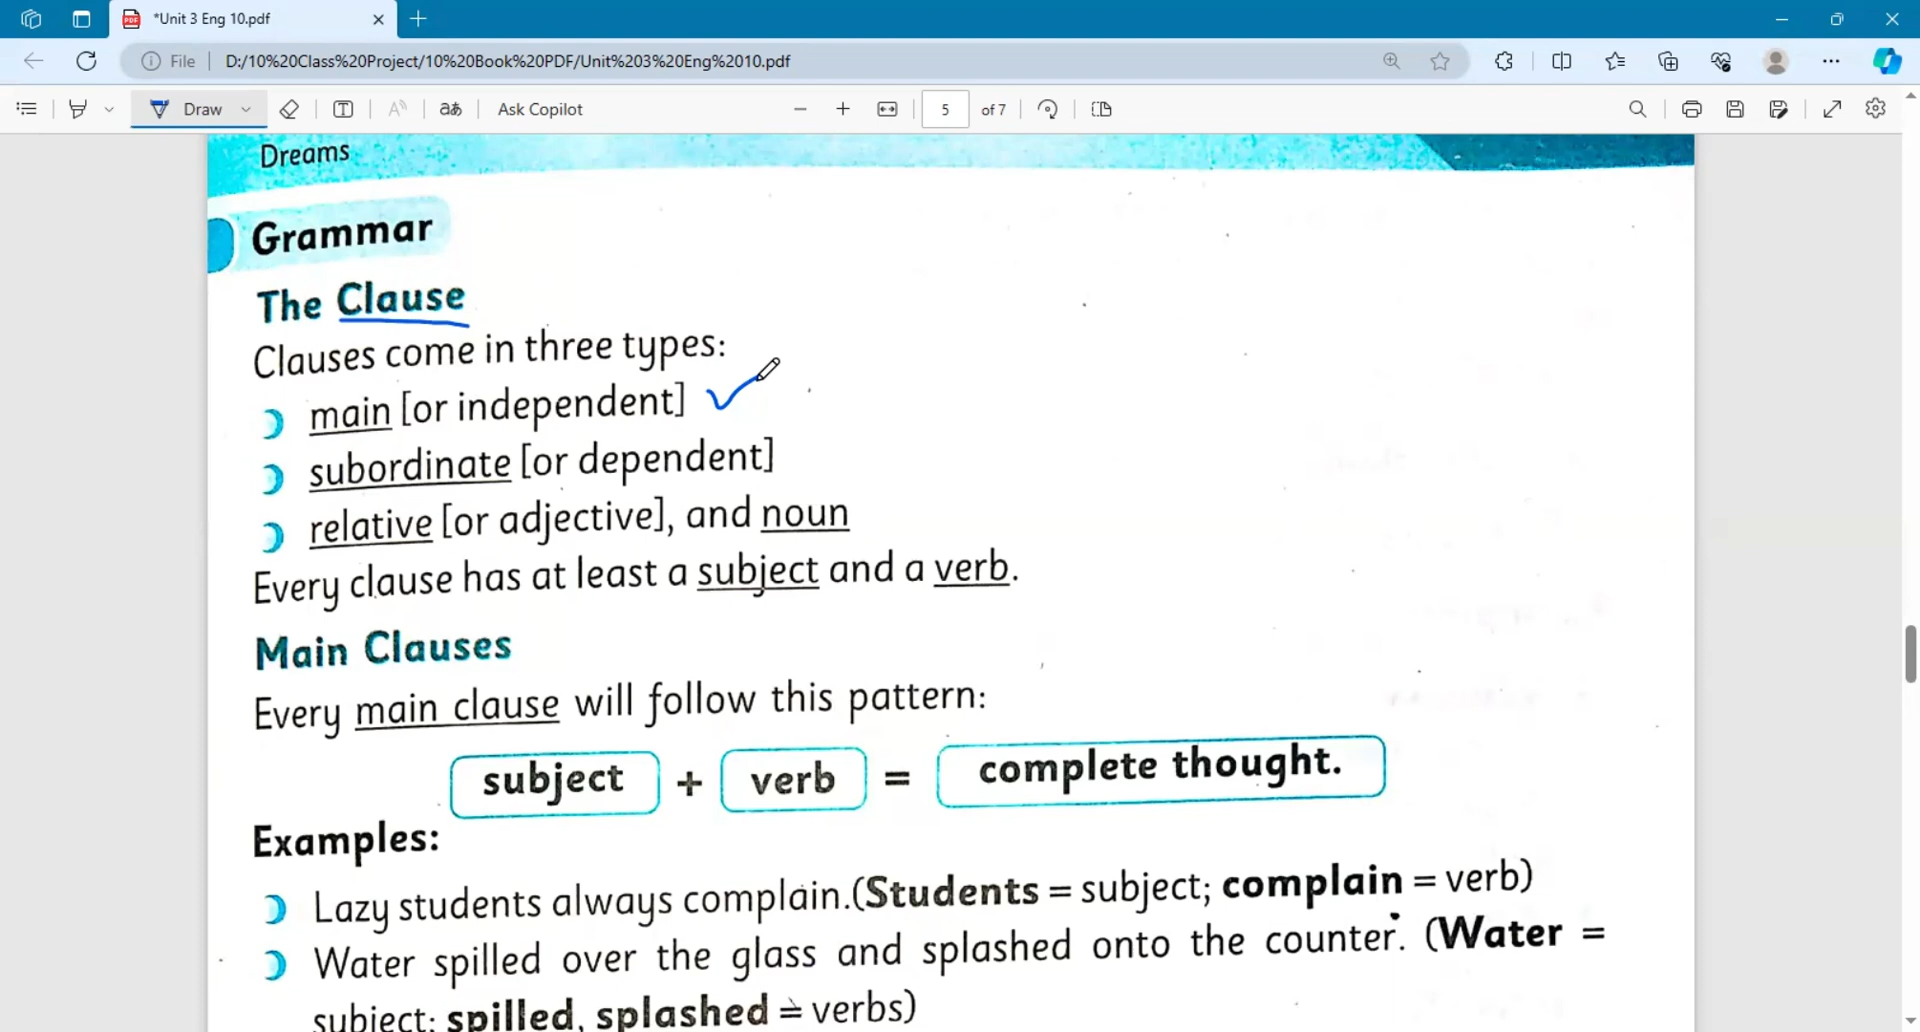 *Unit 3 Eng 10.pdf
File D:/10%20Class%20Project/10%20Book%20PDF/Unit%203%20Eng%2010.pdf
Draw aあ Ask Copilot 5 of 7
Dreams
Grammar
The Clause
Clauses come in three types:
main [or independent]
subordinate [or dependent]
relative [or adjective], and noun
Every clause has at least a subject and a verb.
Main Clauses
Every main clause will follow this pattern:
subject + verb = complete thought.
Examples:
Lazy students always complain.(Students = subject; complain = verb)
Water spilled over the glass and splashed onto the counter. (Water =
subject; spilled, splashed = verbs)